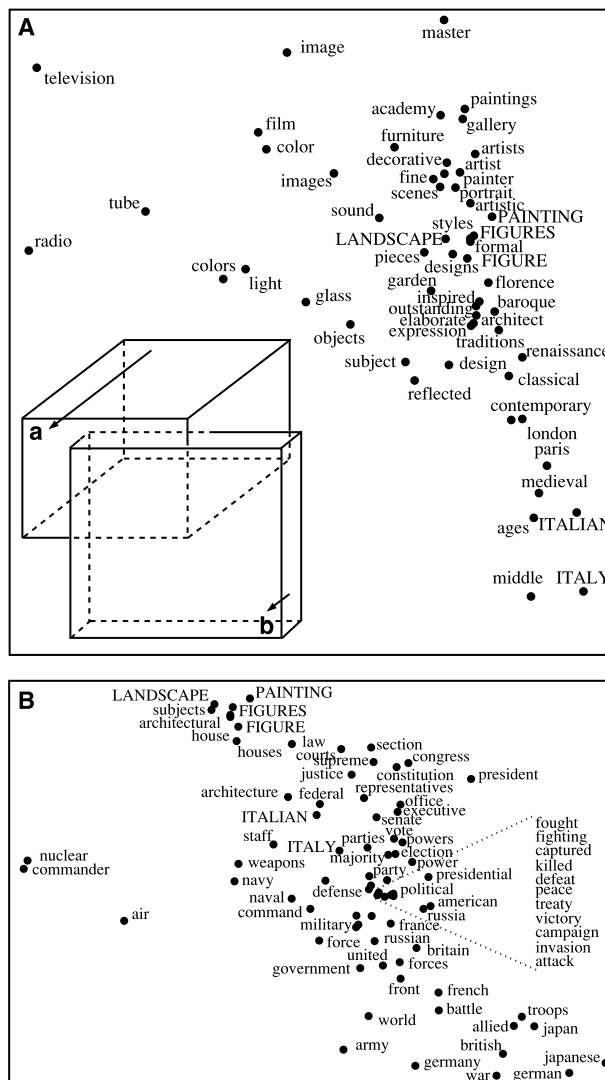 A
master
image
television
paintings
academy
gallery
film
furniture
color
artists
decorative
artist
images
fine
painter
scenes
portrait
tube
artistic
sound
PAINTING
styles
FIGURES
LANDSCAPE
radio
formal
pieces
FIGURE
designs
colors
light
garden
florence
glass
inspired
baroque
outstanding
elaborate
architect
objects
expression
traditions
renaissance
subject
design
classical
reflected
contemporary
a
london
paris
medieval
ages
ITALIAN
middle
ITALY
b
B
LANDSCAPE
PAINTING
subjects
FIGURES
architectural
FIGURE
house
houses
law
courts
section
supreme
congress
justice
constitution
president
representatives
architecture
federal
office
executive
ITALIAN
senate
fought
staff
vote
parties
powers
fighting
ITALY
captured
nuclear
majority
election
killed
commander
weapons
power
party
defeat
navy
presidential
peace
defense
political
treaty
naval
american
victory
command
russia
military
france
campaign
force
russian
invasion
united
britain
attack
government
forces
front
french
battle
troops
world
allied
japan
army
british
japanese
germany
war
german